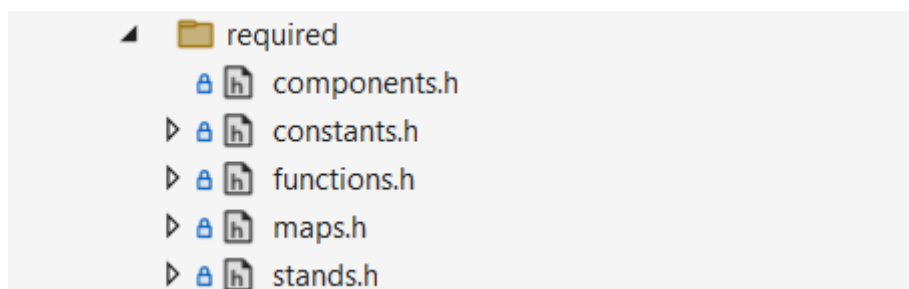 required
components.h
constants.h
functions.h
maps.h
stands.h